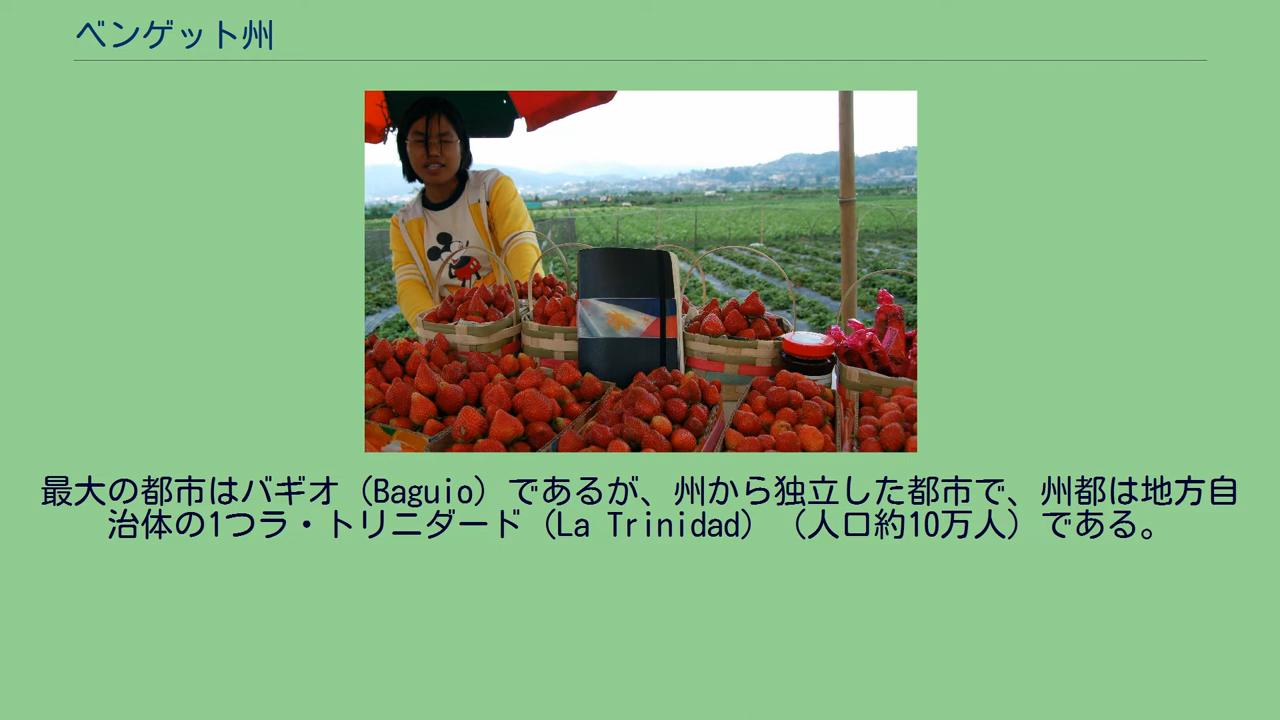 ベンゲット州
最大の都市はバギオ（Baguio）であるが、州から独立した都市で、州都は地方自
治体の1つラ・トリニダード（La Trinidad）（人口約10万人）である。